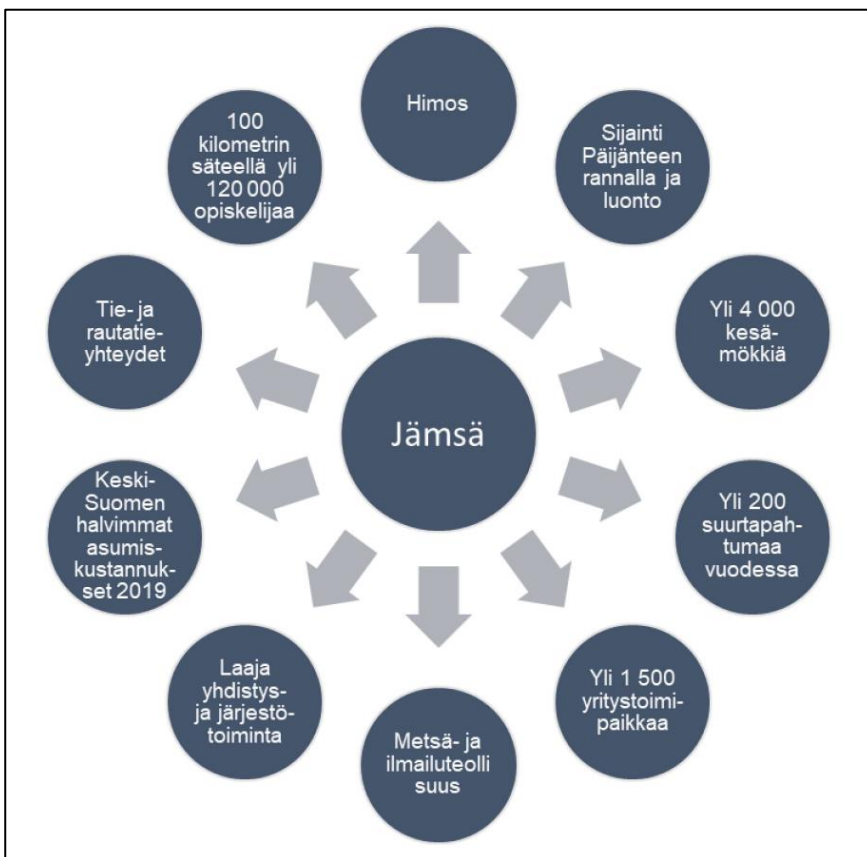 Himos
Sijainti
Päijänteen
rannalla ja
luonto
Yli 4 000
kesä-
mökkiä
Yli 200
suurtapah-
tumaa
vuodessa
Yli 1 500
yritystoimi-
paikkaa
Metsä- ja
ilmailuteolli
suus
Laaja
yhdistys-
ja järjestö-
toiminta
Keski-
Suomen
halvimmat
asumis-
kustannuk-
set 2019
Tie- ja
rautatie-
yhteydet
100
kilometrin
säteellä yli
120 000
opiskelijaa
Jämsä